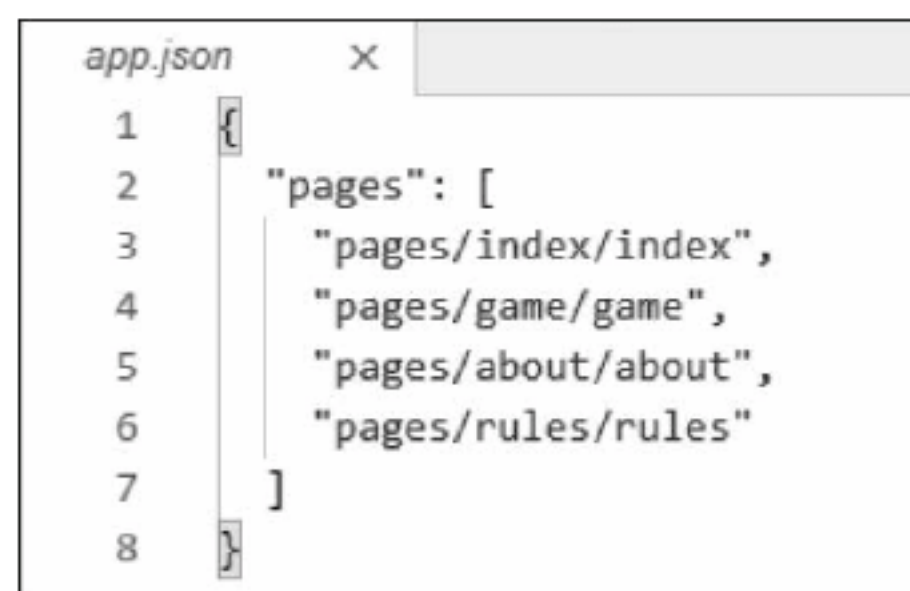 app.json ×
1 {
2 "pages": [
3 "pages/index/index",
4 "pages/game/game",
5 "pages/about/about",
6 "pages/rules/rules"
7 ]
8 }